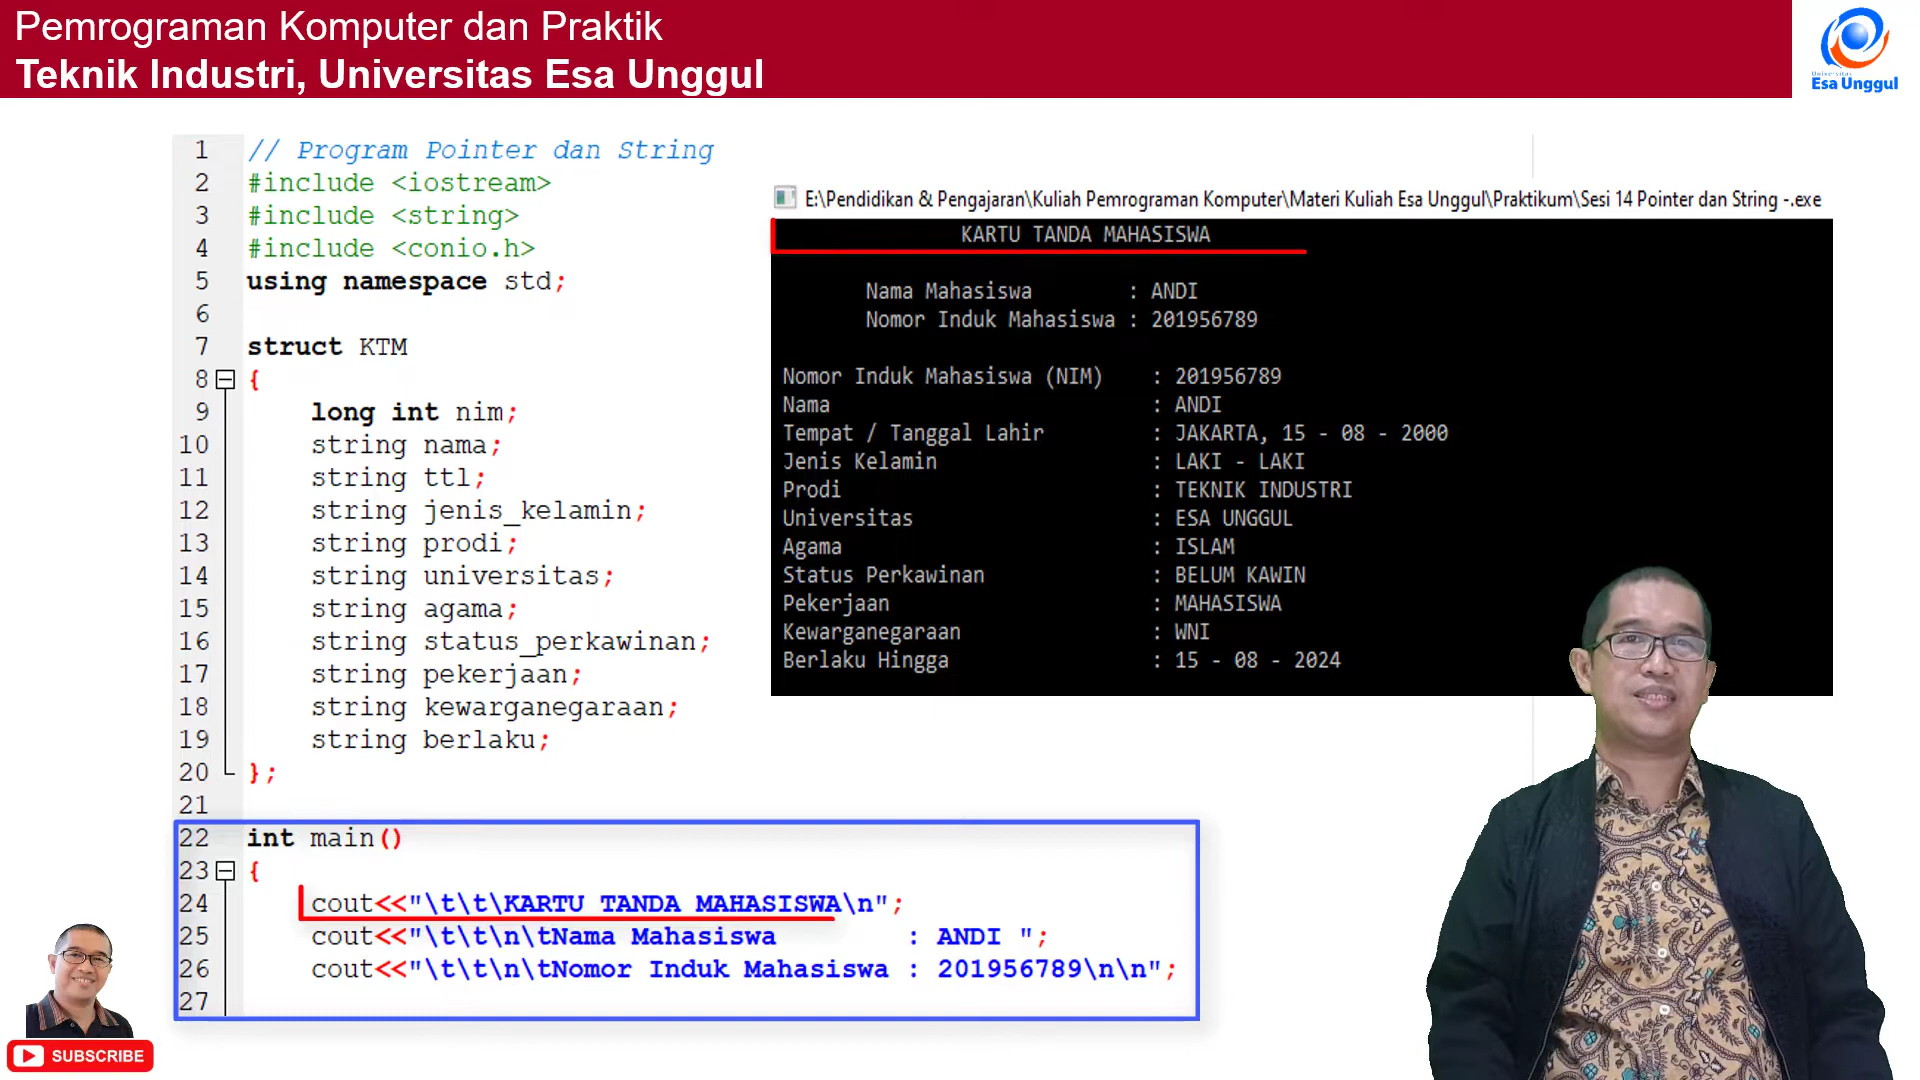 Pemrograman Komputer dan Praktik
Teknik Industri, Universitas Esa Unggul
Universitas
Esa Unggul
1 // Program Pointer dan String
2 #include <iostream>
3 #include <string>
4 #include <conio.h>
5 using namespace std;
6
7 struct KTM
8 {
9 long int nim;
10 string nama;
11 string ttl;
12 string jenis_kelamin;
13 string prodi;
14 string universitas;
15 string agama;
16 string status_perkawinan;
17 string pekerjaan;
18 string kewarganegaraan;
19 string berlaku;
20 };
21
22 int main()
23 {
24 cout<<"\t\t\KARTU TANDA MAHASISWA\n";
25 cout<<"\t\t\n\tNama Mahasiswa : ANDI ";
26 cout<<"\t\t\n\tNomor Induk Mahasiswa : 201956789\n\n";
27
E:\Pendidikan & Pengajaran\Kuliah Pemrograman Komputer\Materi Kuliah Esa Unggul\Praktikum\Sesi 14 Pointer dan String -.exe
KARTU TANDA MAHASISWA
Nama Mahasiswa : ANDI
Nomor Induk Mahasiswa : 201956789
Nomor Induk Mahasiswa (NIM) : 201956789
Nama : ANDI
Tempat / Tanggal Lahir : JAKARTA, 15 - 08 - 2000
Jenis Kelamin : LAKI - LAKI
Prodi : TEKNIK INDUSTRI
Universitas : ESA UNGGUL
Agama : ISLAM
Status Perkawinan : BELUM KAWIN
Pekerjaan : MAHASISWA
Kewarganegaraan : WNI
Berlaku Hingga : 15 - 08 - 2024
SUBSCRIBE